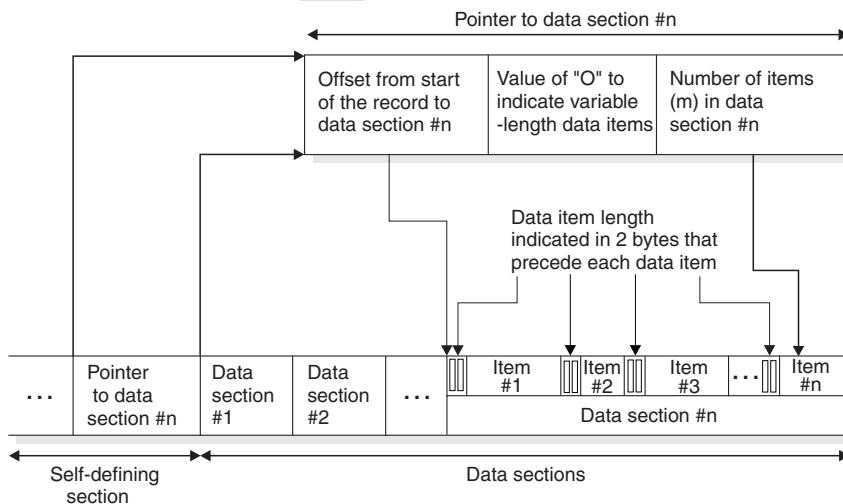 Pointer to data section #n
Offset from start
of the record to
data section #n
Value of "O" to
indicate variable
-length data items
Number of items
(m) in data
section #n
Data item length
indicated in 2 bytes that
precede each data item
...
Pointer
to data
section #n
Data
section
#1
Data
section
#2
...
Item
#1
Item
#2
Item
#3
...
Item
#n
Data section #n
Self-defining
section
Data sections